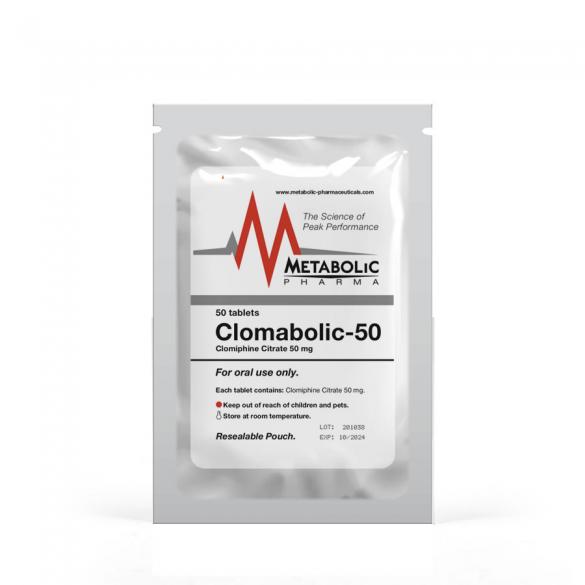 www.metabolic-pharmaceuticals.com
The Science of
Peak Performance
METABOLIC
PHARMA
50 tablets
Clomabolic-50
Clomiphine Citrate 50 mg
For oral use only.
Each tablet contains: Clomiphine Citrate 50 mg.
Keep out of reach of children and pets.
Store at room temperature.
LOT: 201038
Resealable Pouch. EXP: 10/2024